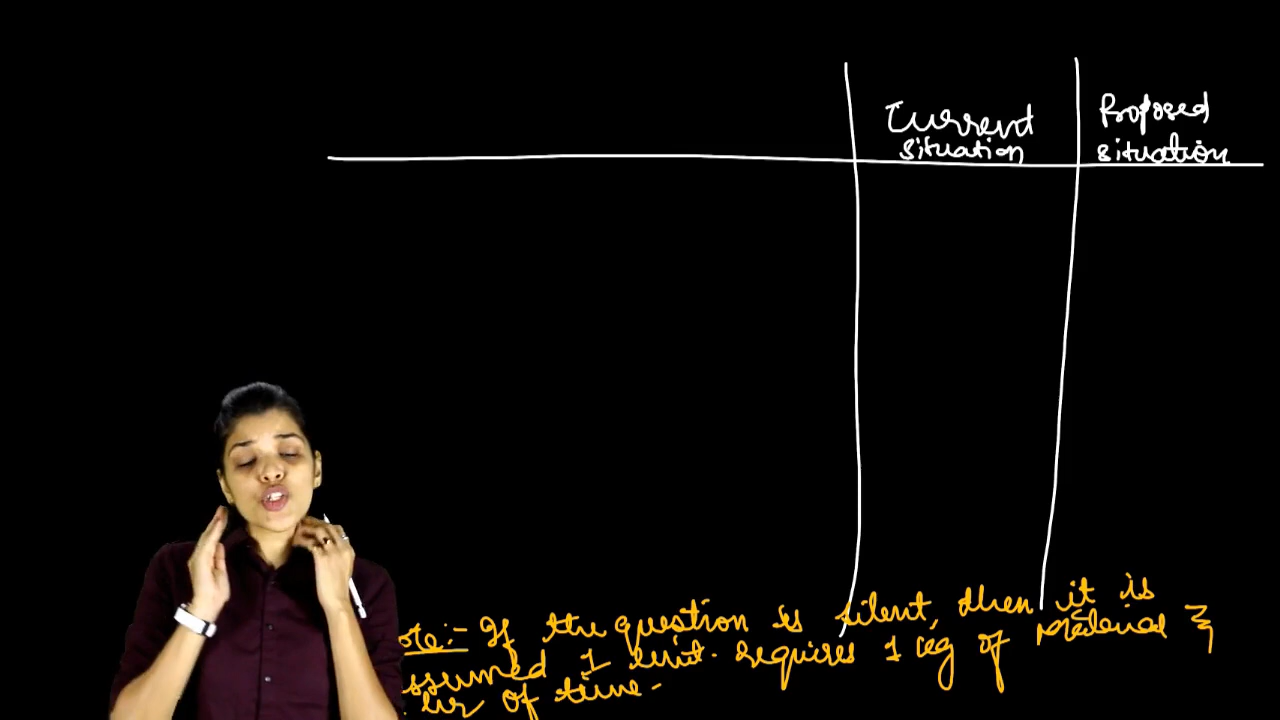 Current
situation
Proposed
situation
ote:- If the question is silent, then it is
ssumed 1 unit requires 1 kg of Material &
hr of time.